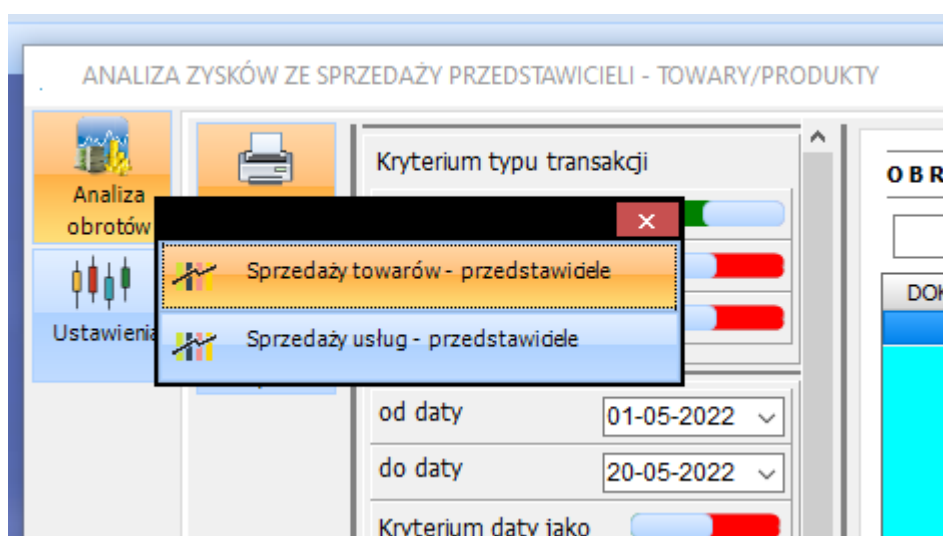 ANALIZA ZYSKÓW ZE SPRZEDAŻY PRZEDSTAWICIELI - TOWARY/PRODUKTY
Analiza
obrotów
Ustawienia
Kryterium typu transakcji
Sprzedaży towarów - przedstawiciele
Sprzedaży usług - przedstawiciele
od daty
01-05-2022
do daty
20-05-2022
Kryterium daty jako
OBR
DOK